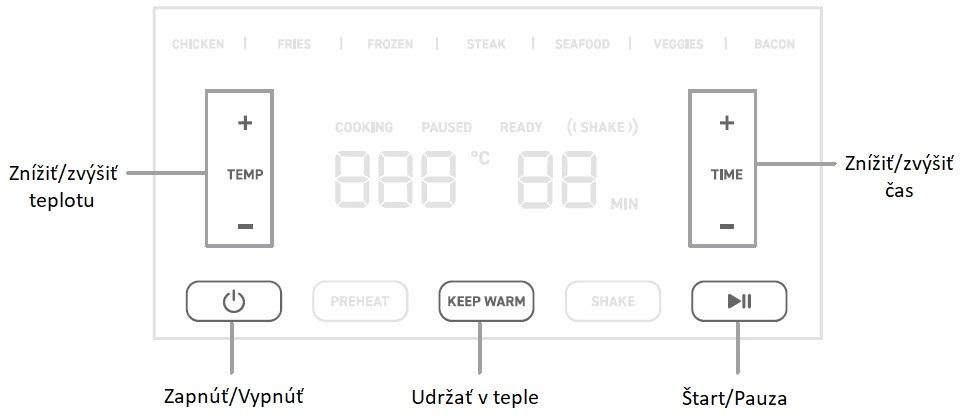 CHICKEN | FRIES | FROZEN | STEAK | SEAFOOD | VEGGIES | BACON
+
TEMP
−
COOKING PAUSED READY ((SHAKE))
888 °C 88 MIN
+
TIME
−
Znížiť/zvýšiť
teplotu
Znížiť/zvýšiť
čas
PREHEAT KEEP WARM SHAKE
Zapnúť/Vypnúť Udržať v teple Štart/Pauza